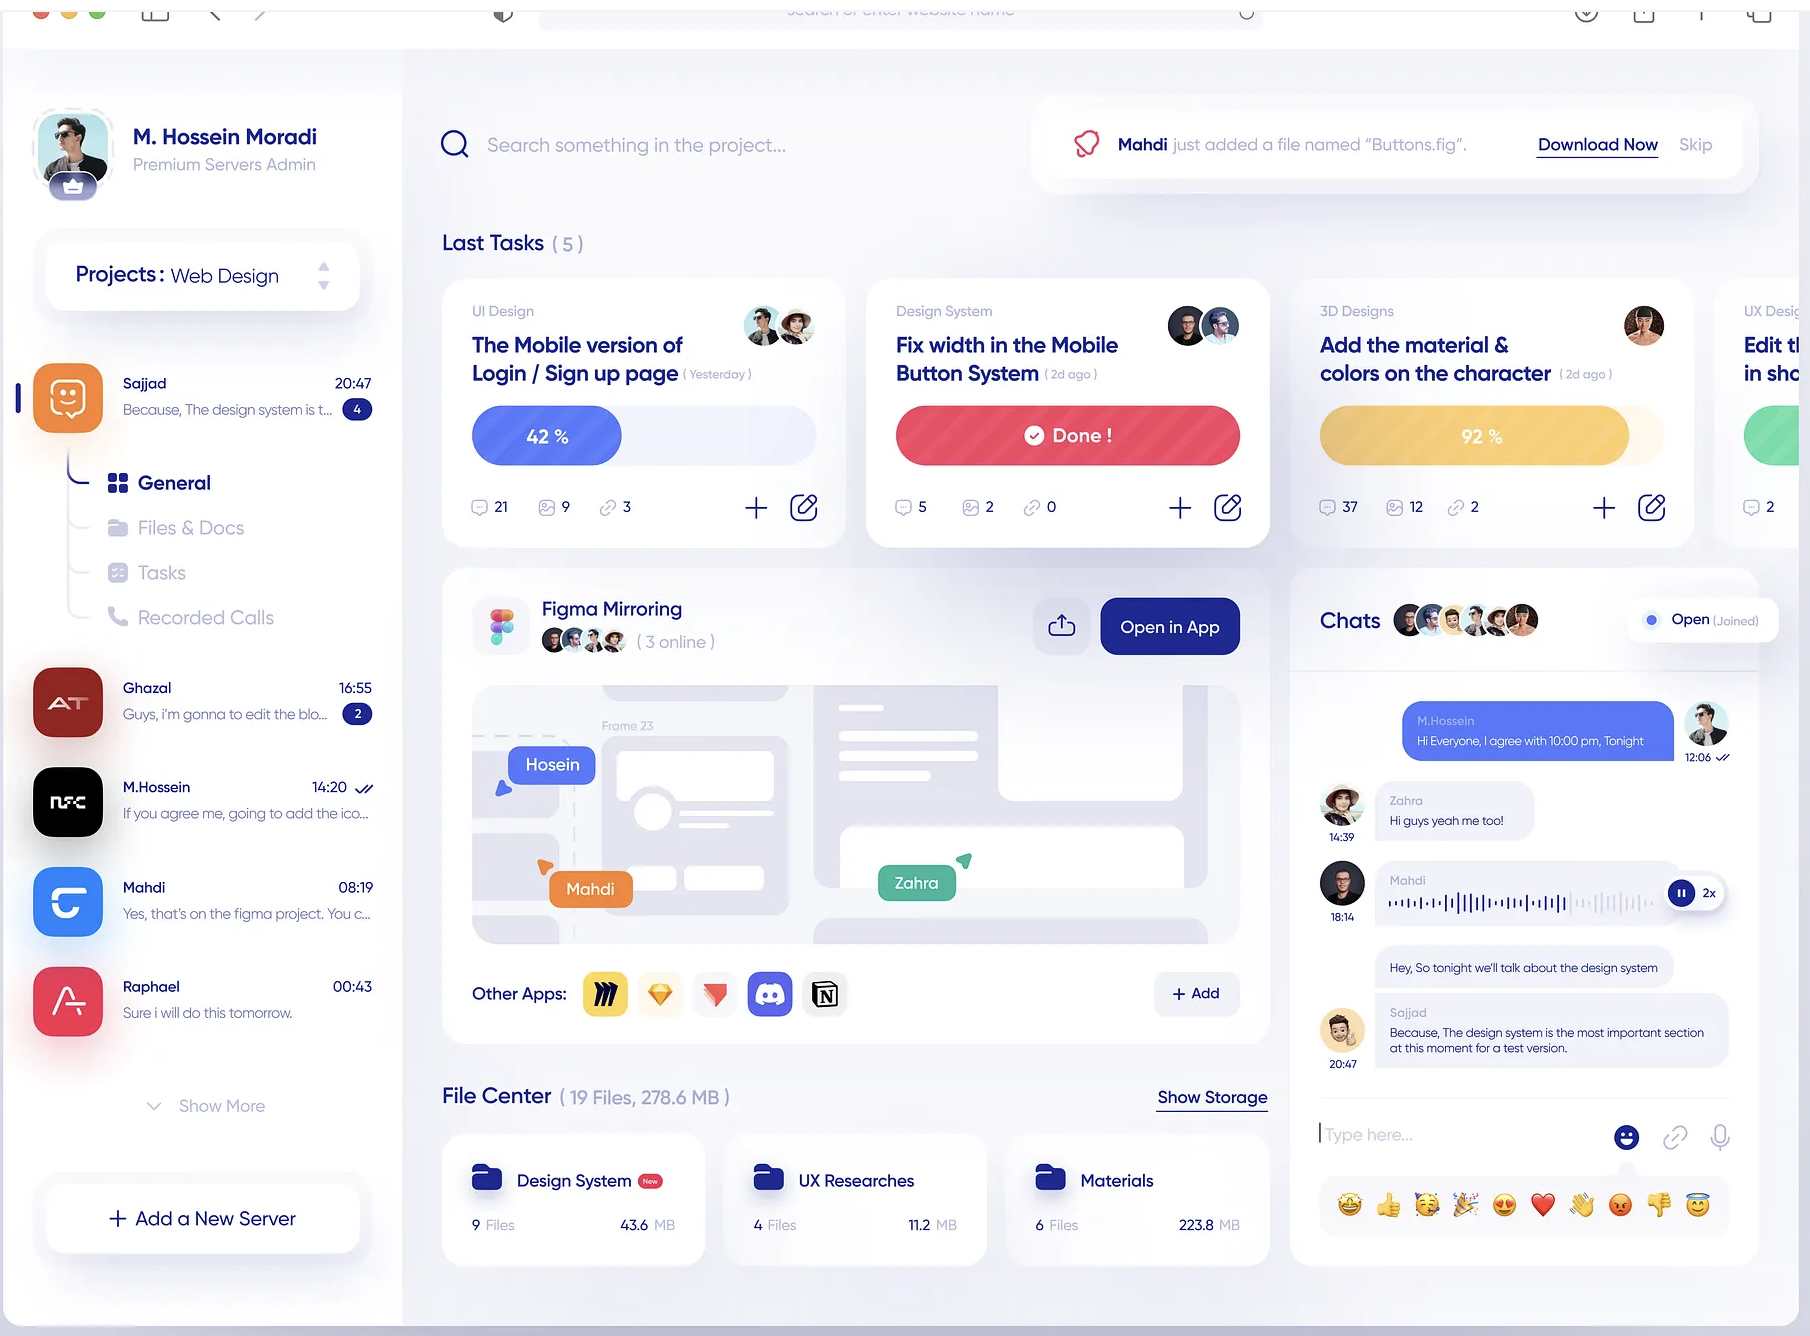 M. Hossein Moradi
Premium Servers Admin
Projects: Web Design
Sajjad 20:47
Because, The design system is t... 4
General
Files & Docs
Tasks
Recorded Calls
AT
Ghazal 16:55
Guys, i'm gonna to edit the blo... 2
M.Hossein 14:20
If you agree me, going to add the ico...
Mahdi 08:19
Yes, that's on the figma project. You c...
Raphael 00:43
Sure i will do this tomorrow.
Show More
+ Add a New Server
Search something in the project...
Mahdi just added a file named “Buttons.fig”. Download Now Skip
Last Tasks ( 5 )
UI Design
The Mobile version of
Login / Sign up page ( Yesterday )
42 %
21 9 3
Design System
Fix width in the Mobile
Button System ( 2d ago )
Done !
5 2 0
3D Designs
Add the material &
colors on the character ( 2d ago )
92 %
37 12 2
UX
Edit
in
2
Figma Mirroring
( 3 online )
Open in App
Frame 23
Hosein
Mahdi
Zahra
Other Apps:
+ Add
File Center ( 19 Files, 278.6 MB )
Show Storage
Design System New
9 Files 43.6 MB
UX Researches
4 Files 11.2 MB
Materials
6 Files 223.8 MB
Chats
Open (Joined)
M.Hossein
Hi Everyone, I agree with 10:00 pm, Tonight
12:06
Zahra
Hi guys yeah me too!
14:39
Mahdi
2x
18:14
Hey, So tonight we'll talk about the design system
Sajjad
Because, The design system is the most important section
at this moment for a test version.
20:47
Type here...